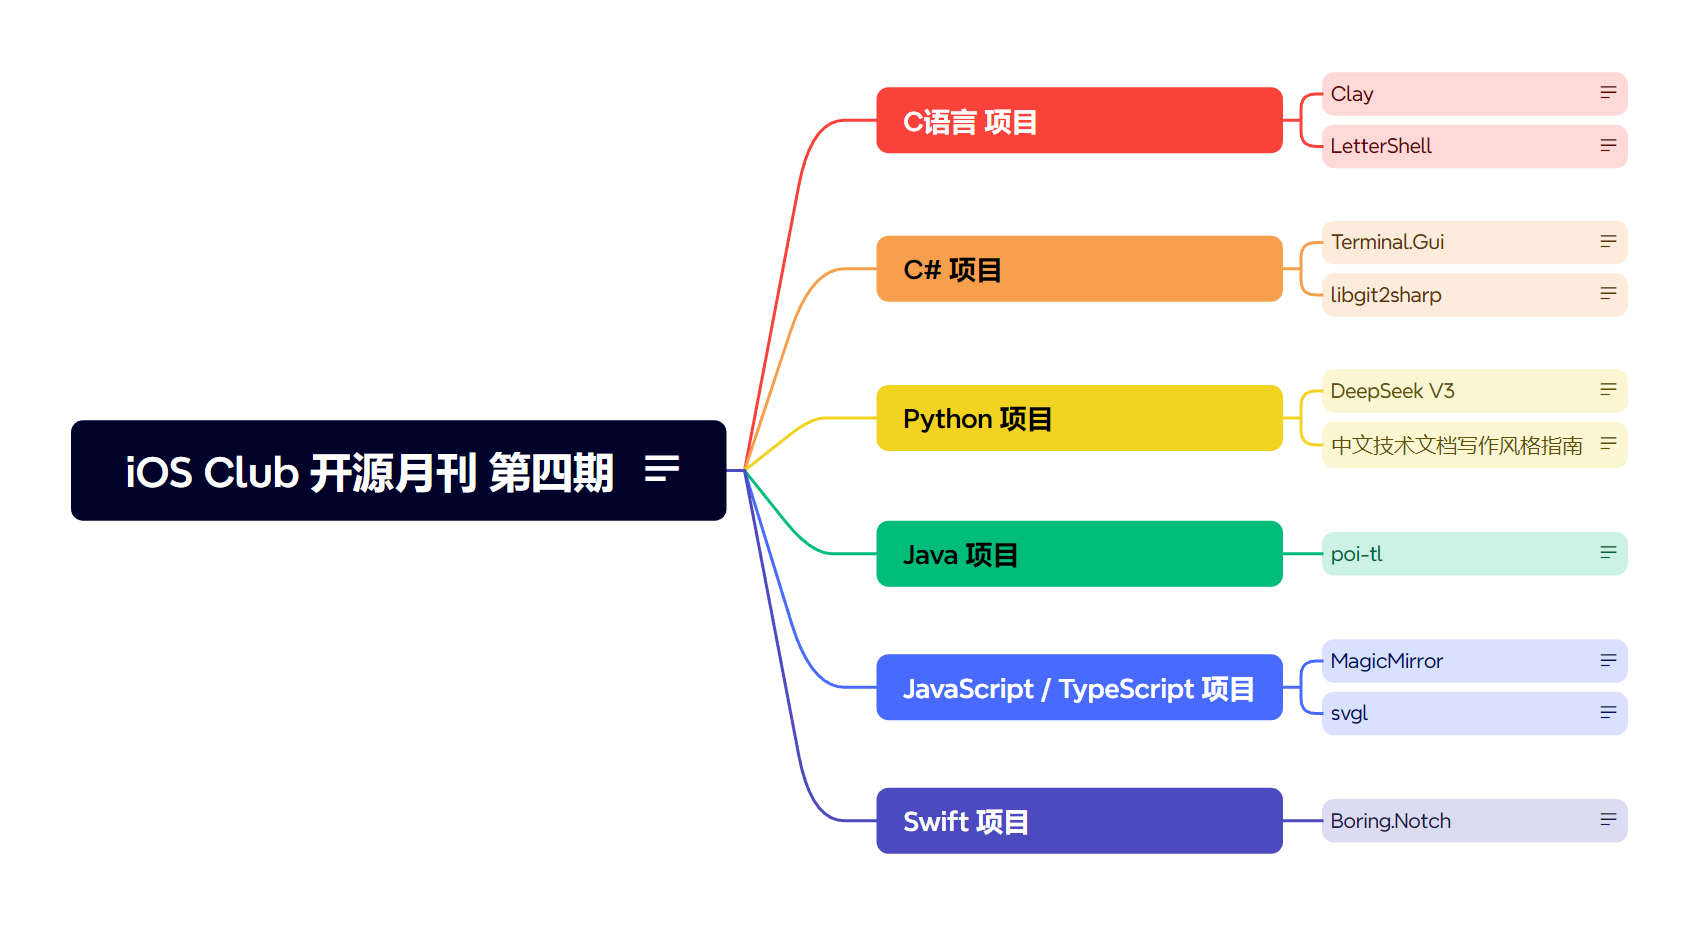 iOS Club 开源月刊 第四期
C语言 项目
Clay
LetterShell
C# 项目
Terminal.Gui
libgit2sharp
Python 项目
DeepSeek V3
中文技术文档写作风格指南
Java 项目
poi-tl
JavaScript / TypeScript 项目
MagicMirror
svgl
Swift 项目
Boring.Notch